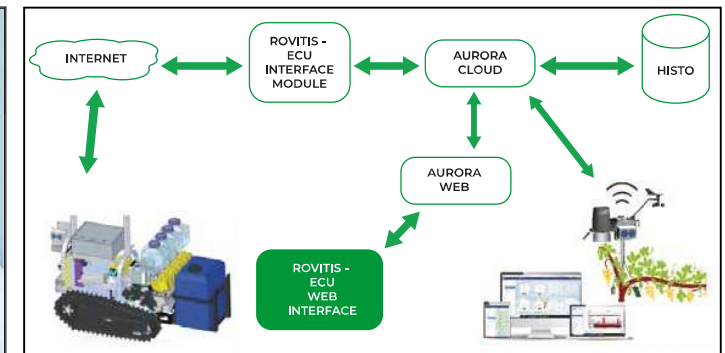 INTERNET
ROVITIS -
ECU
INTERFACE
MODULE
AURORA
CLOUD
HISTO
AURORA
WEB
ROVITIS -
ECU
WEB
INTERFACE